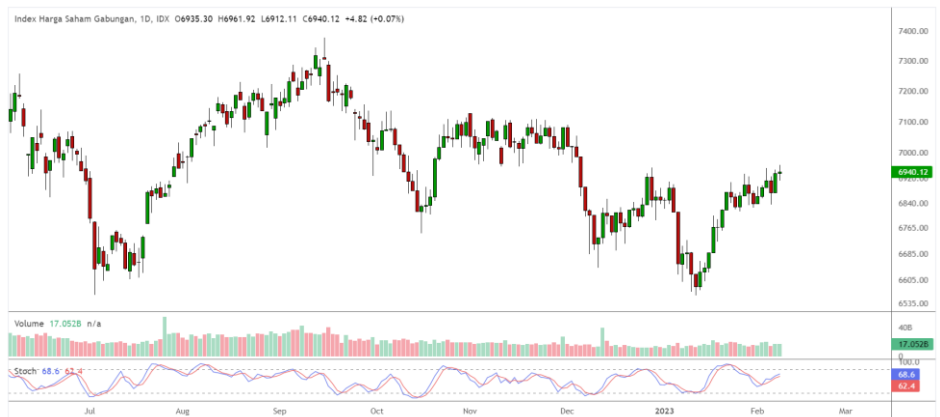 Index Harga Saham Gabungan, 1D, IDX O6935.30 H6961.92 L6912.11 C6940.12 +4.82 (+0.07%)
7400.00
7300.00
7200.00
7100.00
7000.00
6940.12
6840.00
6765.00
6685.00
6605.00
6535.00
Volume 17.052B n/a
40B
17.052B
0
100.0
Stoch 68.6 62.4
68.6
62.4
Jul Aug Sep Oct Nov Dec 2023 Feb Mar